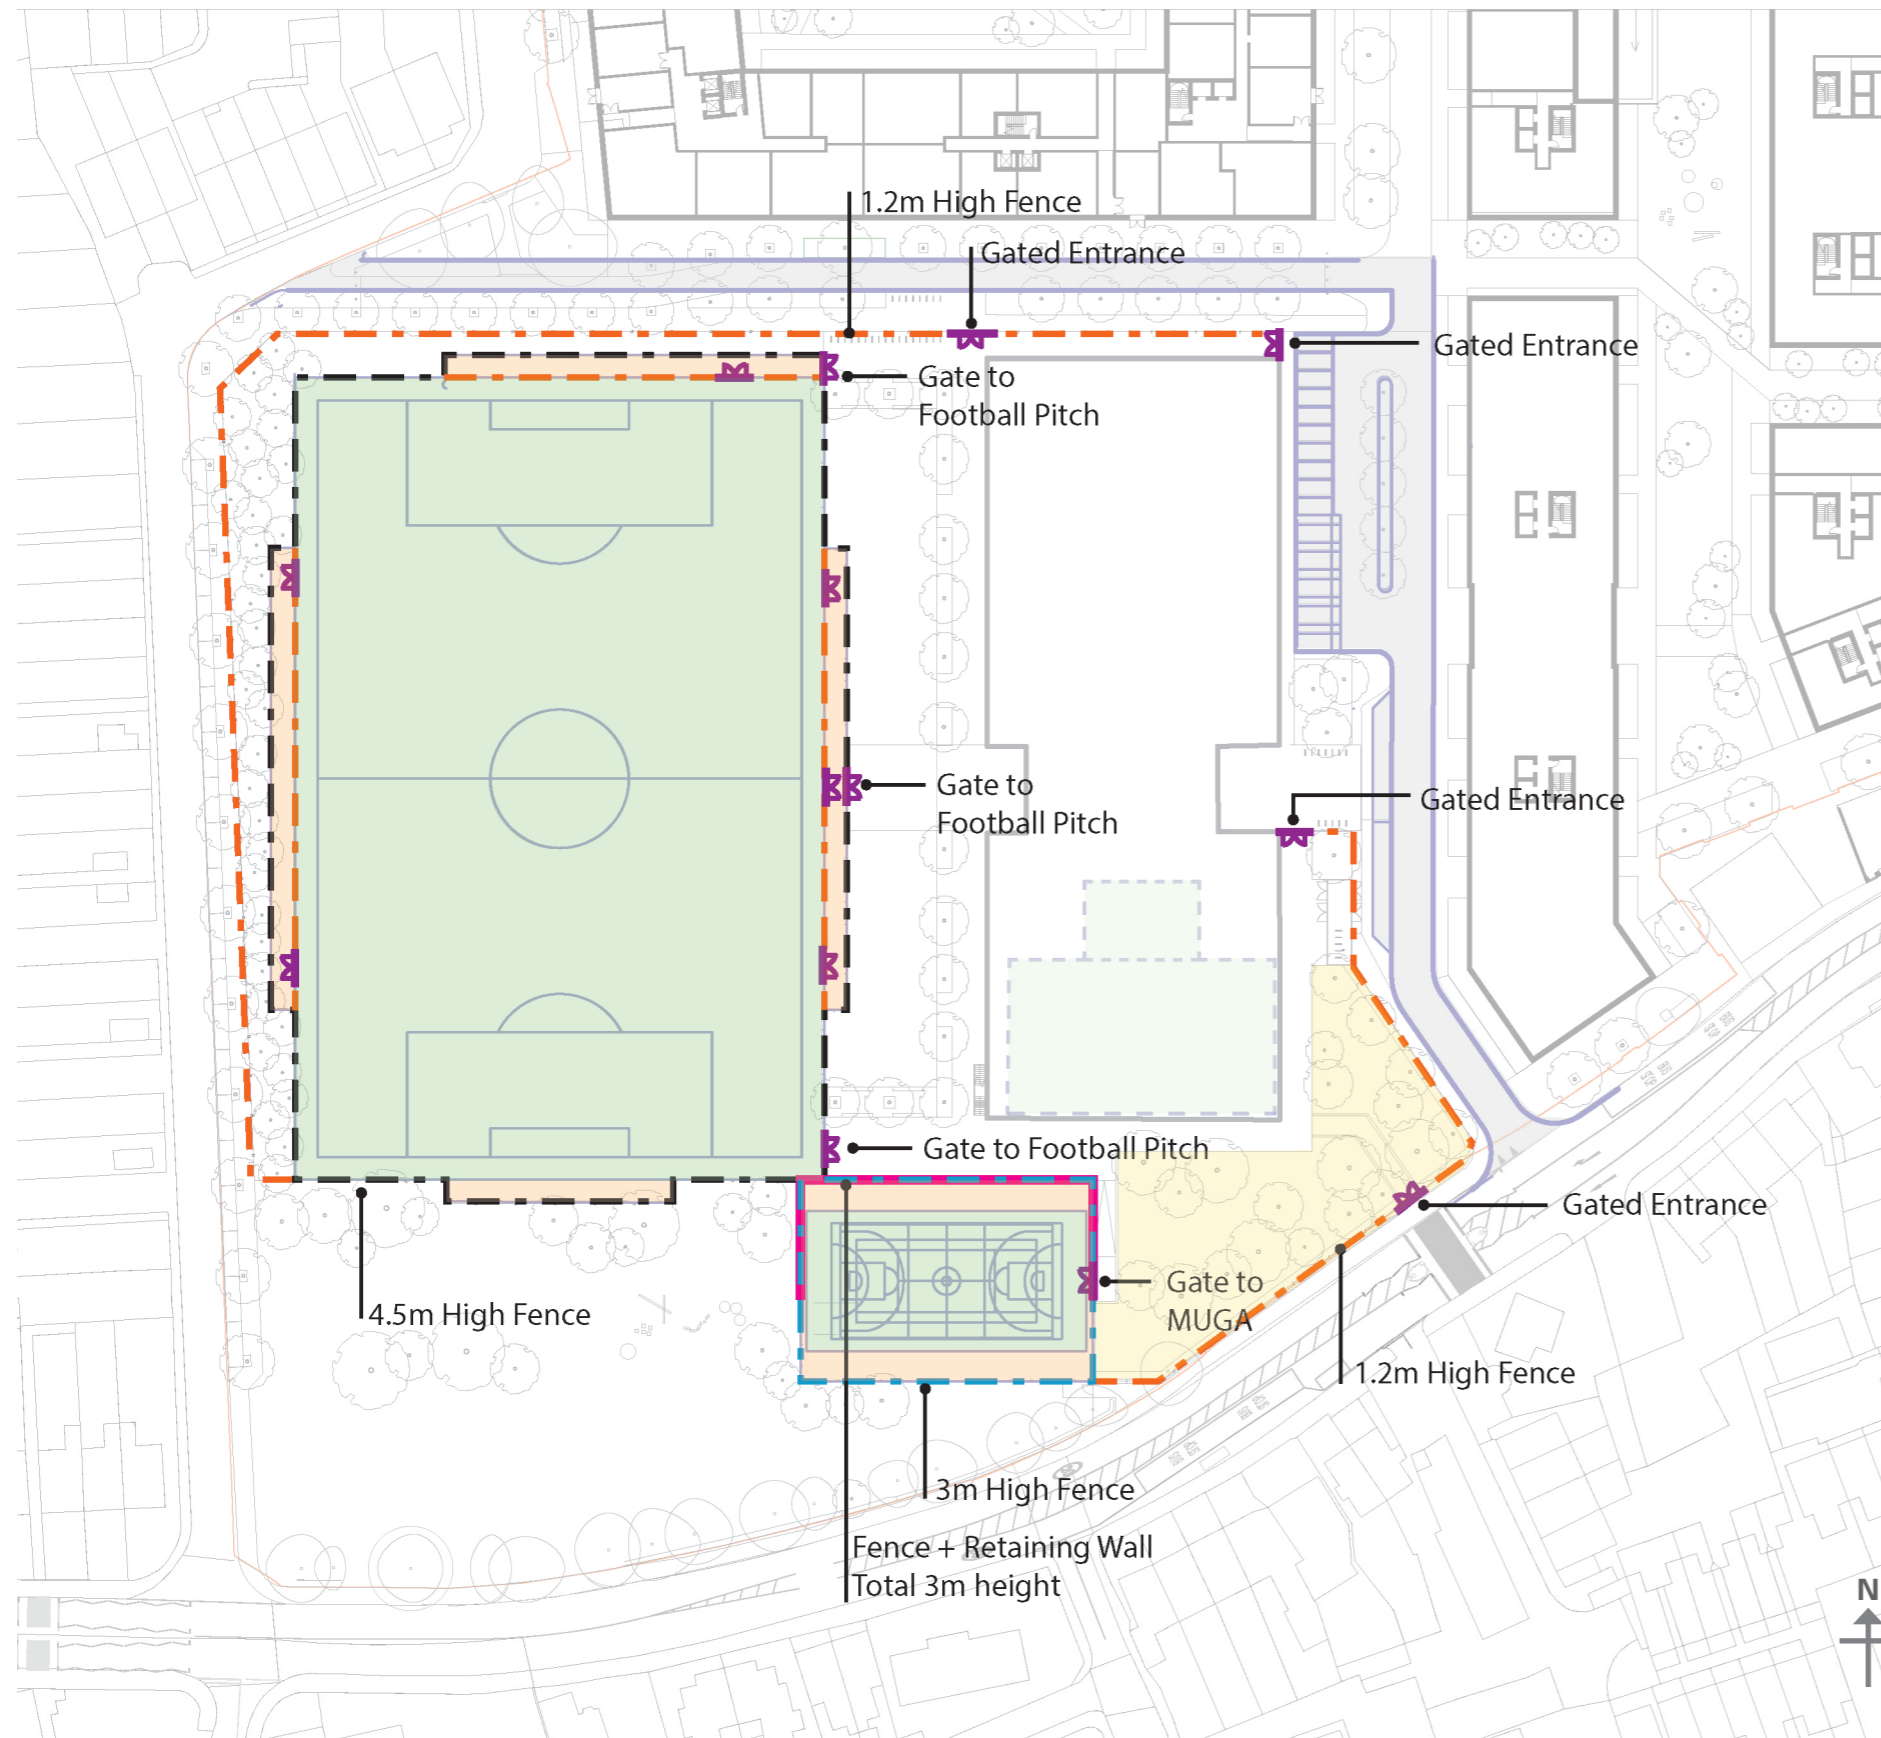 1.2m High Fence
Gated Entrance
Gated Entrance
Gate to
Football Pitch
Gate to
Football Pitch
Gated Entrance
Gate to Football Pitch
Gated Entrance
Gate to
MUGA
4.5m High Fence
1.2m High Fence
3m High Fence
Fence + Retaining Wall
Total 3m height
N